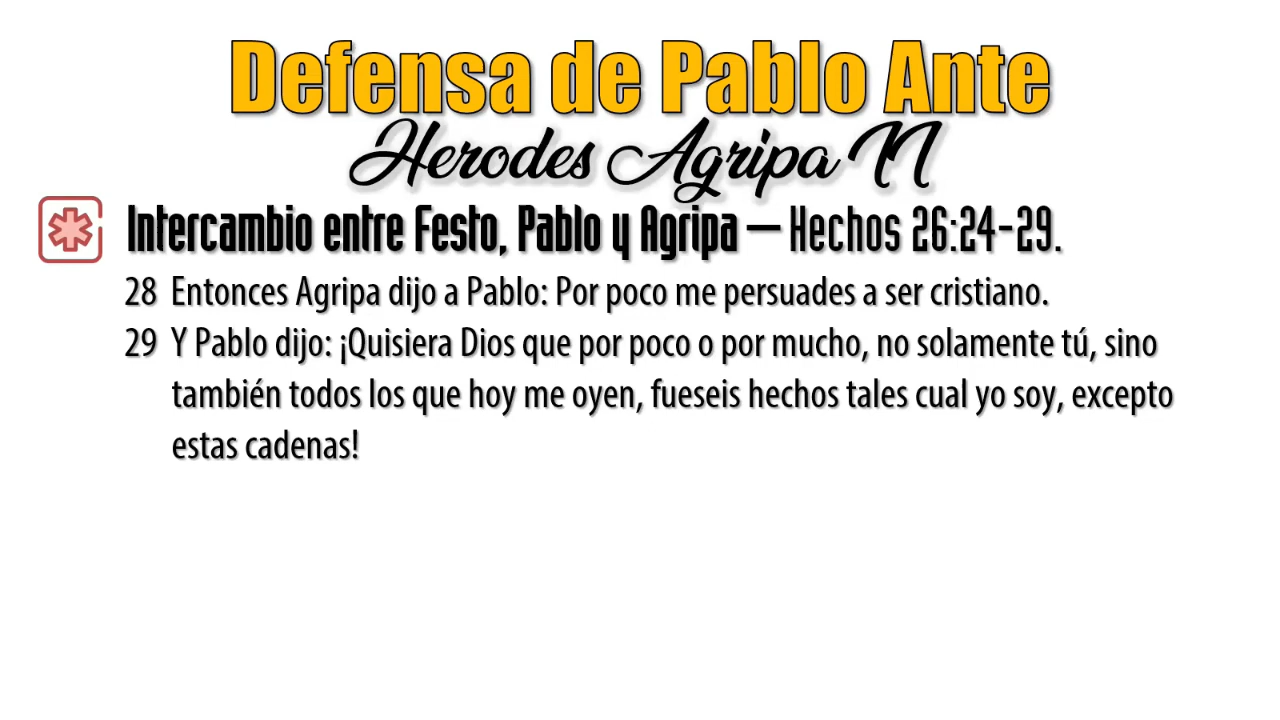 Defensa de Pablo Ante
Herodes Agripa II
Intercambio entre Festo, Pablo y Agripa — Hechos 26:24-29.
28 Entonces Agripa dijo a Pablo: Por poco me persuades a ser cristiano.
29 Y Pablo dijo: ¡Quisiera Dios que por poco o por mucho, no solamente tú, sino
también todos los que hoy me oyen, fueseis hechos tales cual yo soy, excepto
estas cadenas!